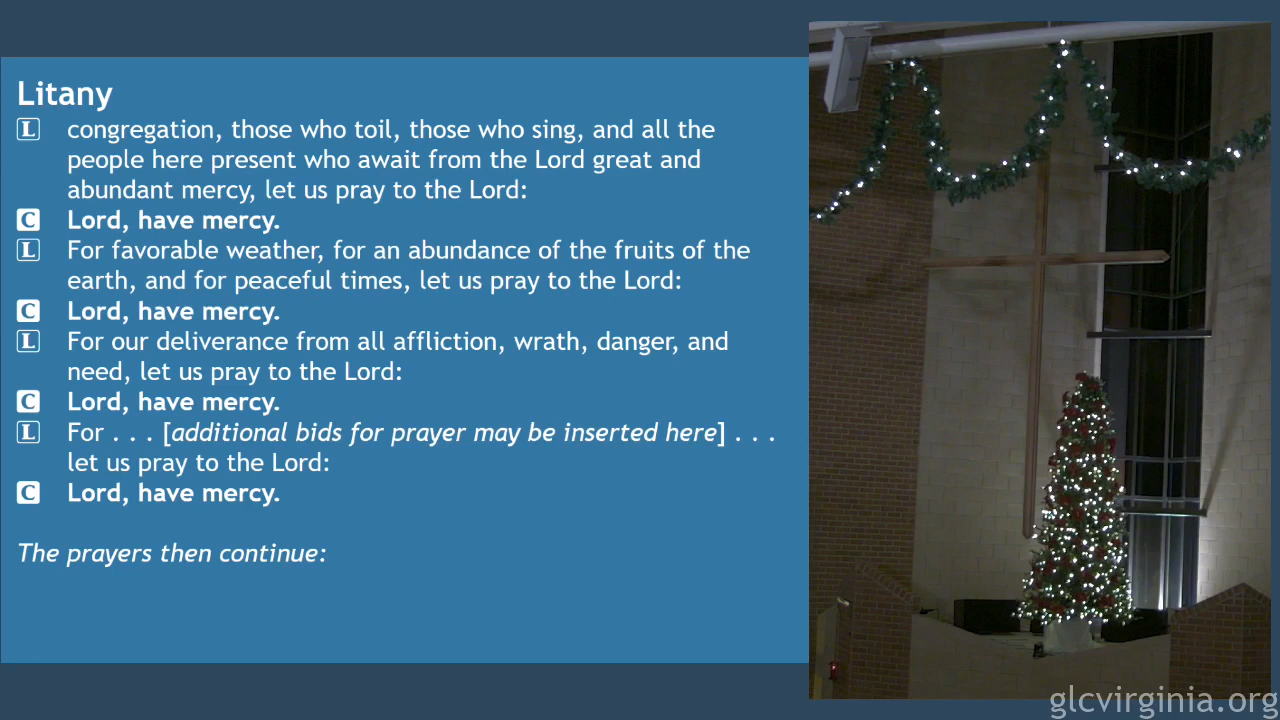 Litany
L congregation, those who toil, those who sing, and all the
people here present who await from the Lord great and
abundant mercy, let us pray to the Lord:
C Lord, have mercy.
L For favorable weather, for an abundance of the fruits of the
earth, and for peaceful times, let us pray to the Lord:
C Lord, have mercy.
L For our deliverance from all affliction, wrath, danger, and
need, let us pray to the Lord:
C Lord, have mercy.
L For . . . [additional bids for prayer may be inserted here] . . .
let us pray to the Lord:
C Lord, have mercy.
The prayers then continue:
glcvirginia.org